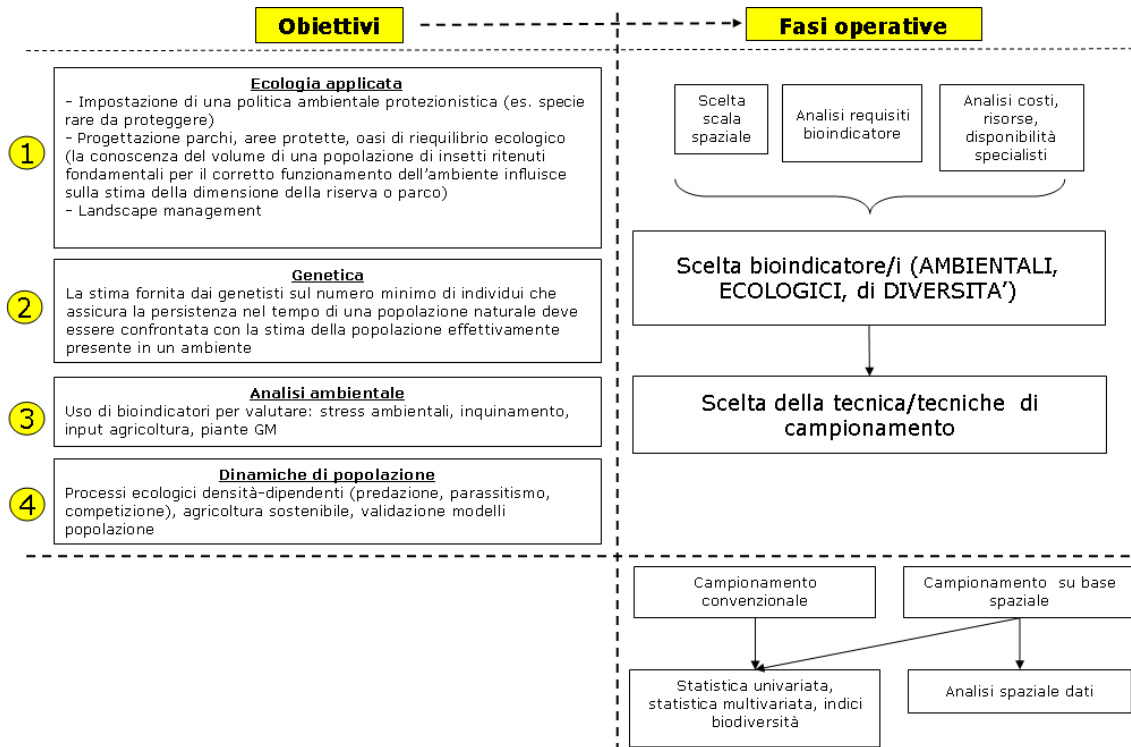 Obiettivi
Fasi operative
1
Ecologia applicata
- Impostazione di una politica ambientale protezionistica (es. specie
rare da proteggere)
- Progettazione parchi, aree protette, oasi di riequilibrio ecologico
(la conoscenza del volume di una popolazione di insetti ritenuti
fondamentali per il corretto funzionamento dell'ambiente influisce
sulla stima della dimensione della riserva o parco)
- Landscape management
2
Genetica
La stima fornita dai genetisti sul numero minimo di individui che
assicura la persistenza nel tempo di una popolazione naturale deve
essere confrontata con la stima della popolazione effettivamente
presente in un ambiente
3
Analisi ambientale
Uso di bioindicatori per valutare: stress ambientali, inquinamento,
input agricoltura, piante GM
4
Dinamiche di popolazione
Processi ecologici densità-dipendenti (predazione, parassitismo,
competizione), agricoltura sostenibile, validazione modelli
popolazione
Scelta
scala
spaziale
Analisi requisiti
bioindicatore
Analisi costi,
risorse,
disponibilità
specialisti
Scelta bioindicatore/i (AMBIENTALI,
ECOLOGICI, di DIVERSITA')
Scelta della tecnica/tecniche di
campionamento
Campionamento
convenzionale
Campionamento su base
spaziale
Statistica univariata,
statistica multivariata, indici
biodiversità
Analisi spaziale dati